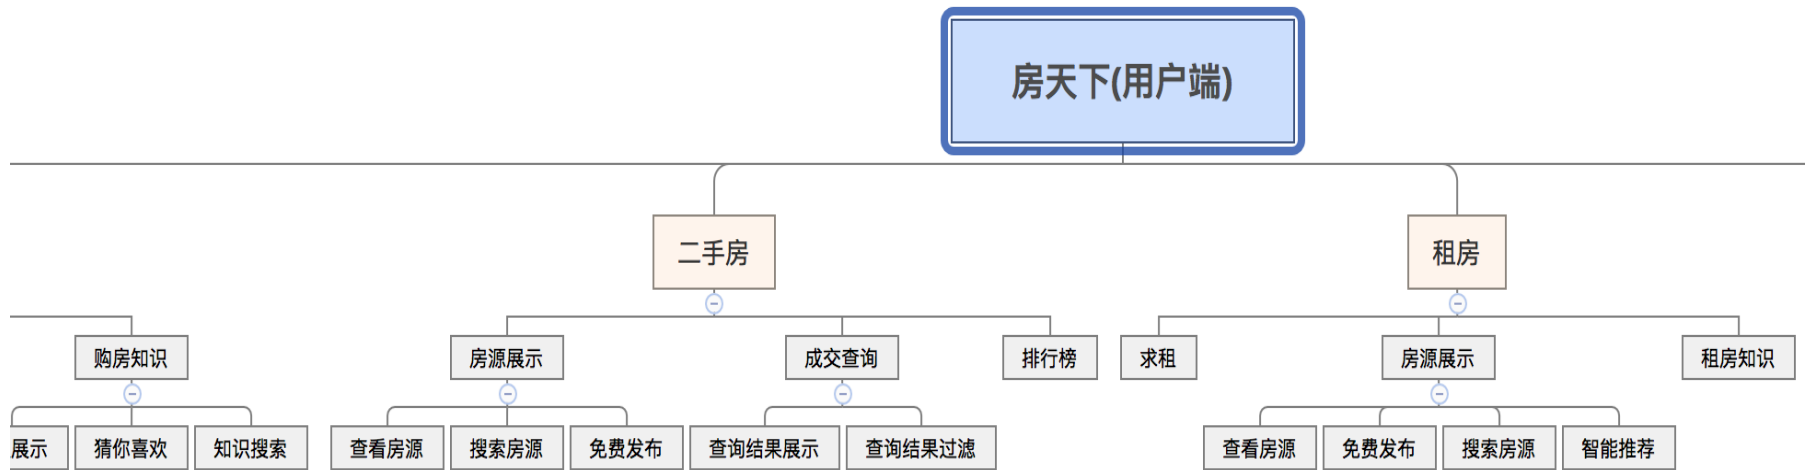 房天下(用户端)
二手房
租房
购房知识
房源展示
成交查询
排行榜
求租
房源展示
租房知识
展示
猜你喜欢
知识搜索
查看房源
搜索房源
免费发布
查询结果展示
查询结果过滤
查看房源
免费发布
搜索房源
智能推荐